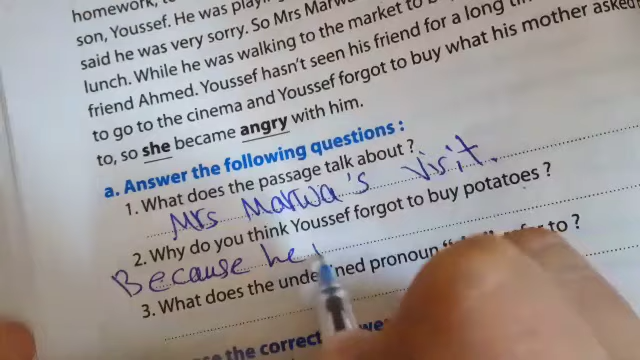 homework,
son, Youssef. He was
said he was very sorry. So Mrs
lunch. While he was walking to the market to
friend Ahmed. Youssef hasn't seen his friend for a long
to go to the cinema and Youssef forgot to buy what his mother asked
to, so she became angry with him.
a. Answer the following questions :
1. What does the passage talk about ?
Mrs Marwa's visit.
2. Why do you think Youssef forgot to buy potatoes ?
Because he
3. What does the underlined pronoun to ?
the correct